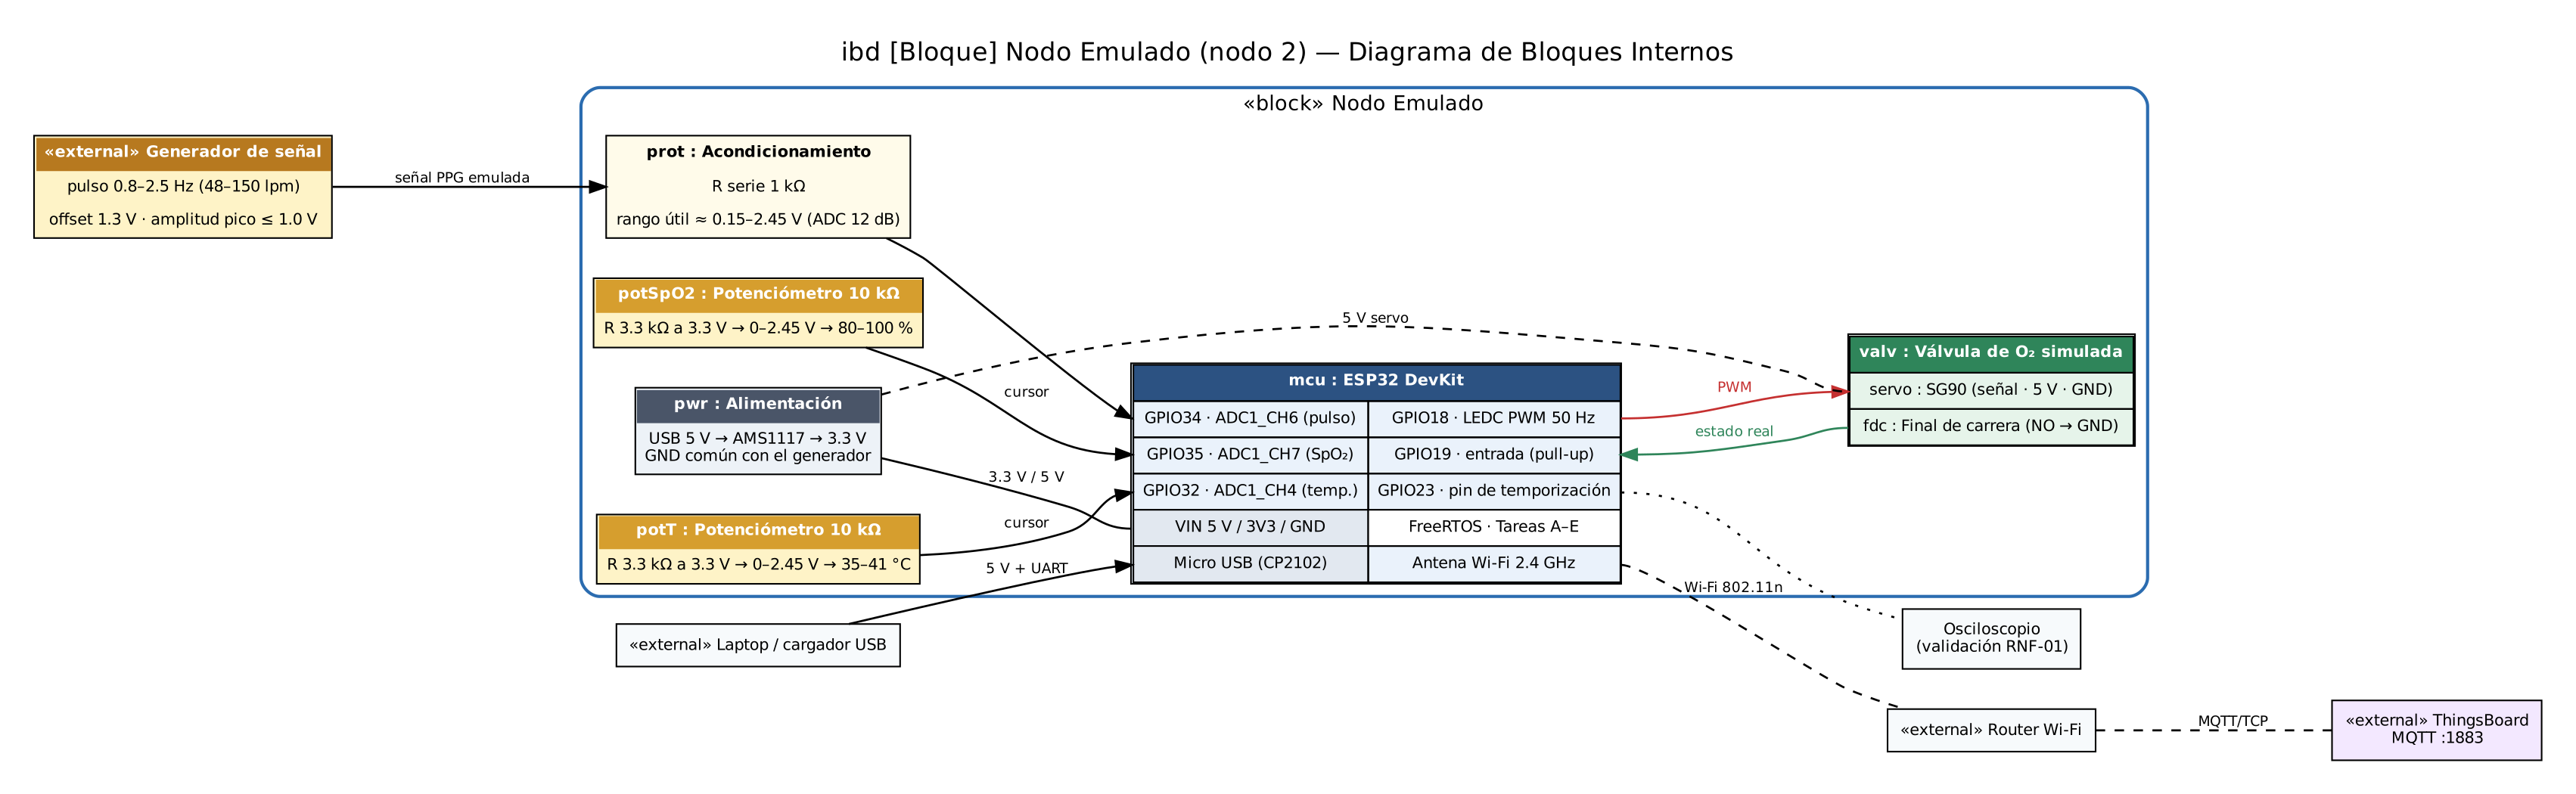 ibd [Bloque] Nodo Emulado (nodo 2) — Diagrama de Bloques Internos
«block» Nodo Emulado
«external» Generador de señal
pulso 0.8–2.5 Hz (48–150 lpm)
offset 1.3 V · amplitud pico ≤ 1.0 V
señal PPG emulada
prot : Acondicionamiento
R serie 1 kΩ
rango útil ≈ 0.15–2.45 V (ADC 12 dB)
potSpO2 : Potenciómetro 10 kΩ
R 3.3 kΩ a 3.3 V → 0–2.45 V → 80–100 %
cursor
pwr : Alimentación
USB 5 V → AMS1117 → 3.3 V
GND común con el generador
5 V servo
3.3 V / 5 V
potT : Potenciómetro 10 kΩ
R 3.3 kΩ a 3.3 V → 0–2.45 V → 35–41 °C
cursor
5 V + UART
«external» Laptop / cargador USB
mcu : ESP32 DevKit
GPIO34 · ADC1_CH6 (pulso)
GPIO18 · LEDC PWM 50 Hz
GPIO35 · ADC1_CH7 (SpO₂)
GPIO19 · entrada (pull-up)
GPIO32 · ADC1_CH4 (temp.)
GPIO23 · pin de temporización
VIN 5 V / 3V3 / GND
FreeRTOS · Tareas A–E
Micro USB (CP2102)
Antena Wi-Fi 2.4 GHz
PWM
estado real
valv : Válvula de O₂ simulada
servo : SG90 (señal · 5 V · GND)
fdc : Final de carrera (NO → GND)
Wi-Fi 802.11n
Osciloscopio
(validación RNF-01)
«external» Router Wi-Fi
MQTT/TCP
«external» ThingsBoard
MQTT :1883